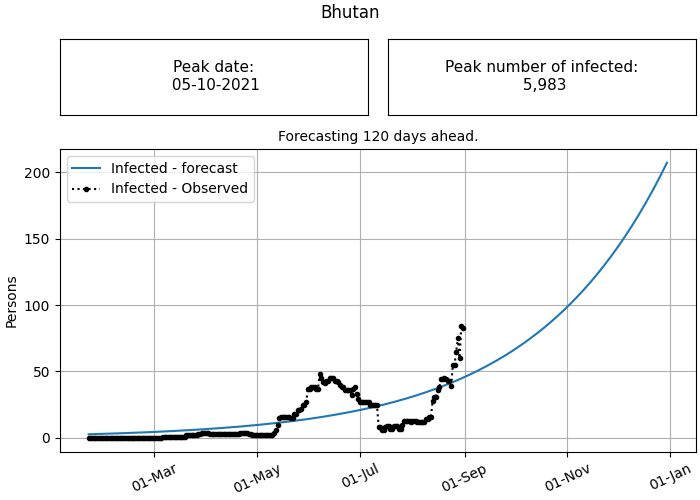 Bhutan
Peak date:
05-10-2021
Peak number of infected:
5,983
Forecasting 120 days ahead.
Infected - forecast
Infected - Observed
Persons
200
150
100
50
0
01-Mar
01-May
01-Jul
01-Sep
01-Nov
01-Jan